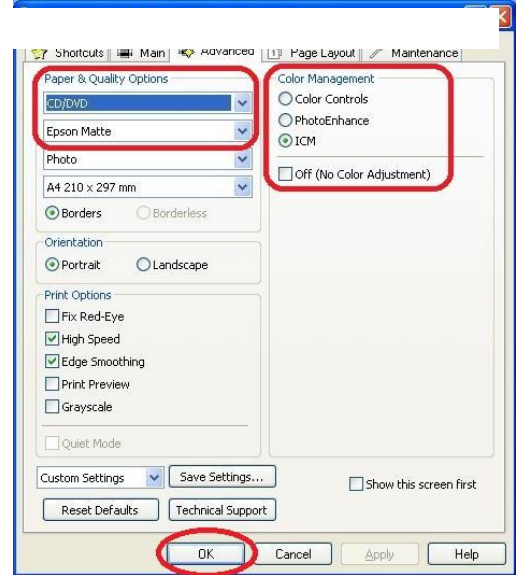 Shortcuts Main Advanced Page Layout Maintenance
Paper & Quality Options
CD/DVD
Epson Matte
Photo
A4 210 x 297 mm
Borders Borderless
Orientation
Portrait Landscape
Print Options
Fix Red-Eye
High Speed
Edge Smoothing
Print Preview
Grayscale
Quiet Mode
Custom Settings Save Settings...
Reset Defaults Technical Support
Color Management
Color Controls
PhotoEnhance
ICM
Off (No Color Adjustment)
Show this screen first
OK Cancel Apply Help